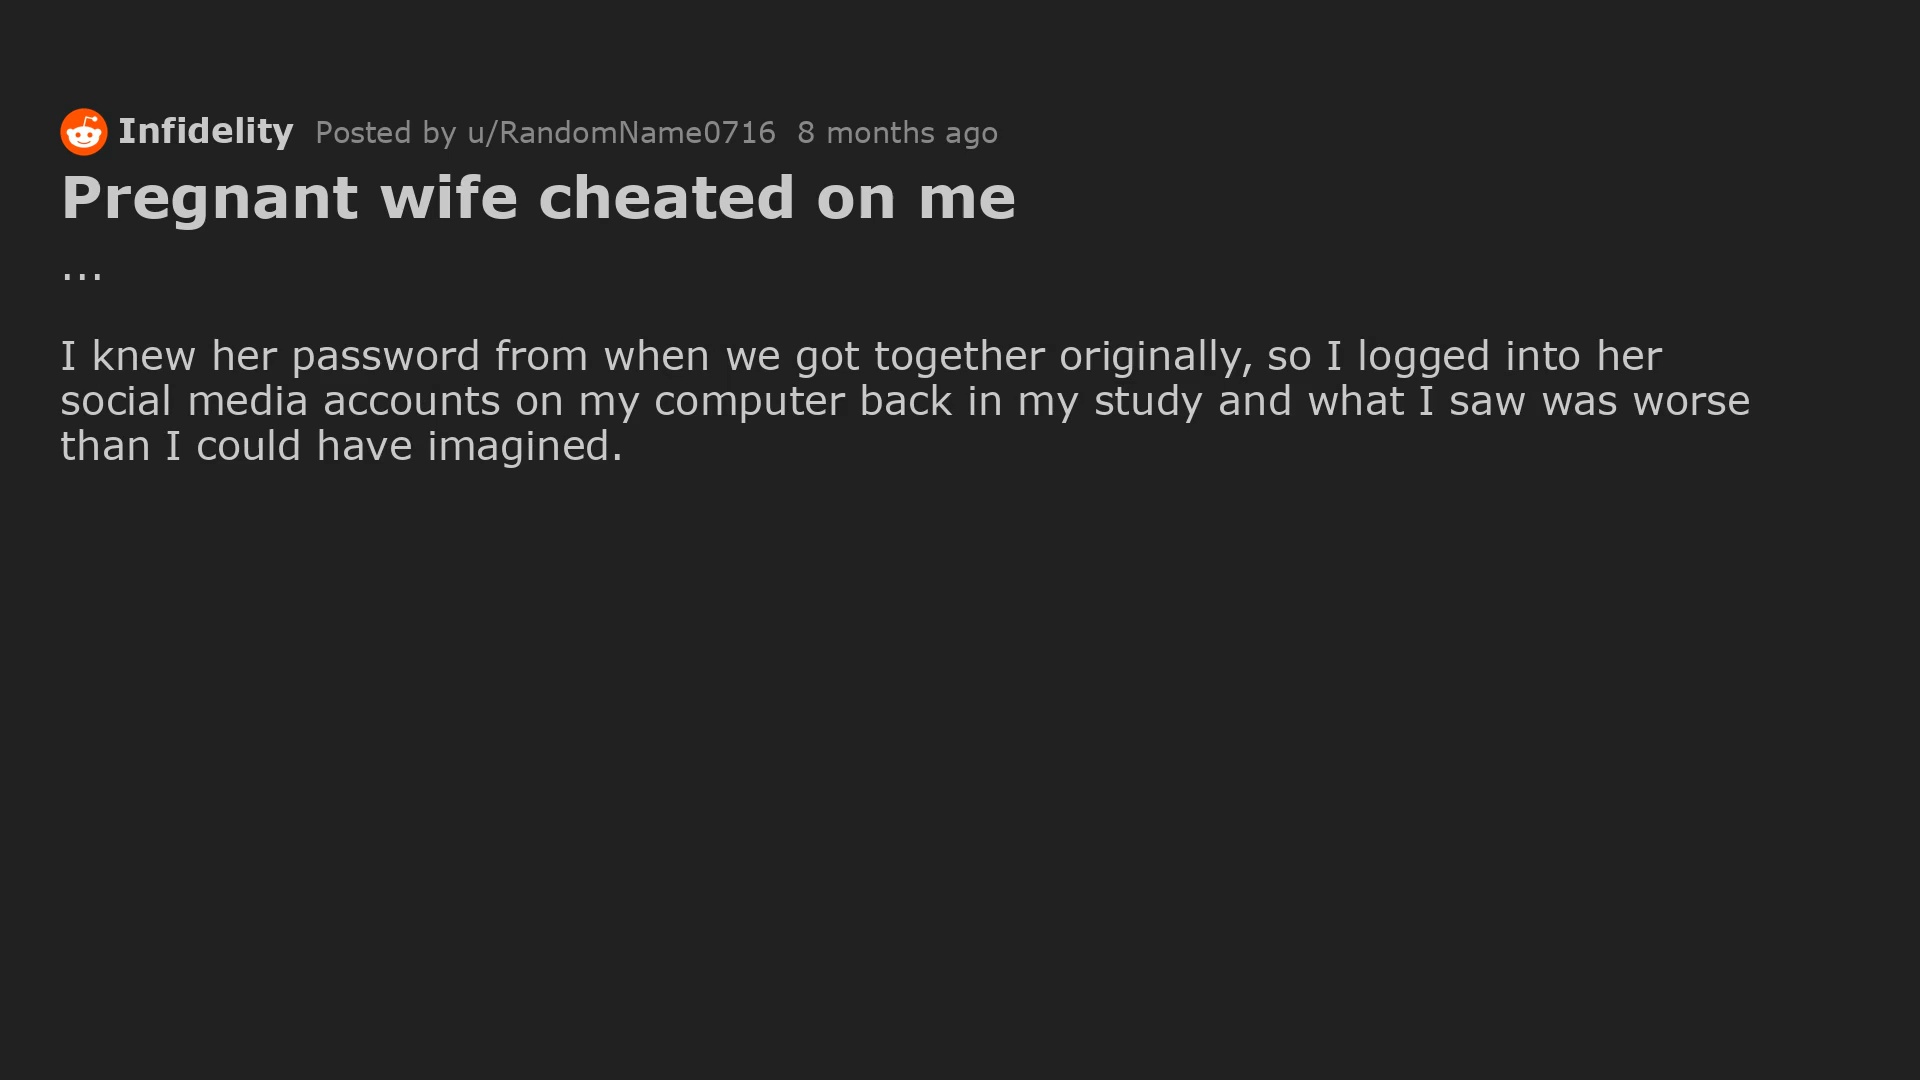 Infidelity Posted by u/RandomName0716 8 months ago
Pregnant wife cheated on me
...
I knew her password from when we got together originally, so I logged into her
social media accounts on my computer back in my study and what I saw was worse
than I could have imagined.